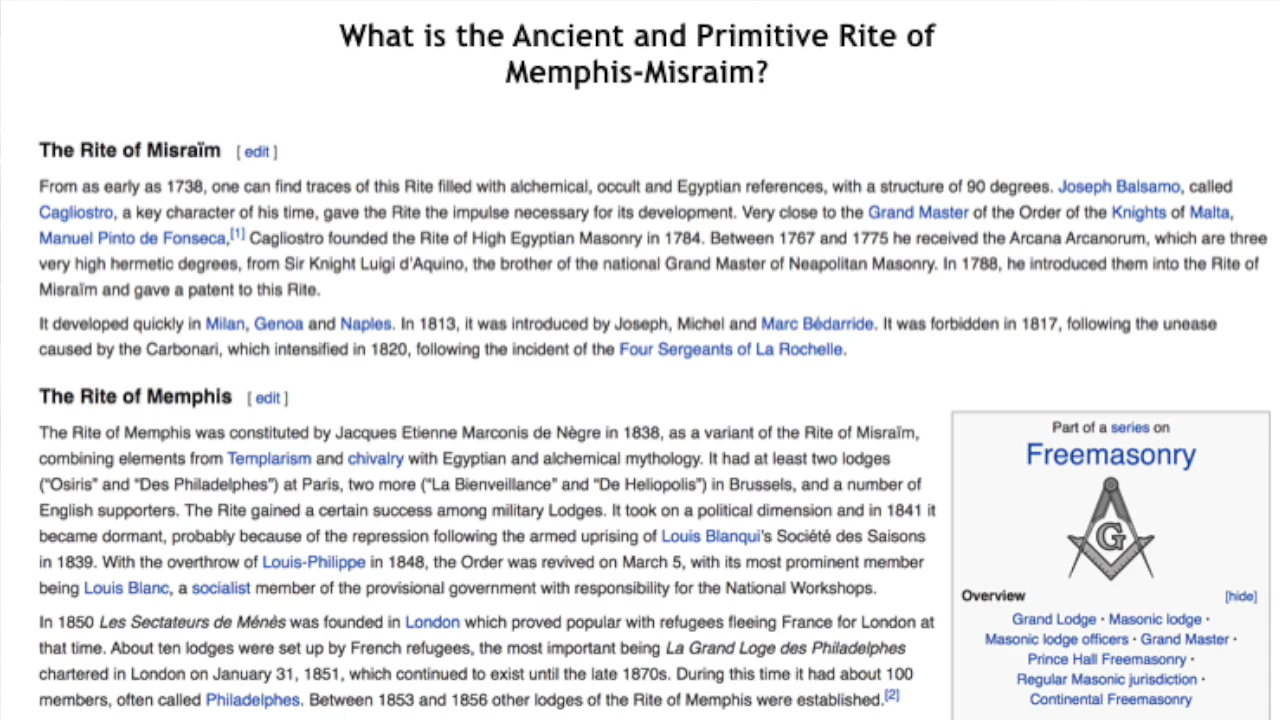 What is the Ancient and Primitive Rite of
Memphis-Misraim?
The Rite of Misraïm [ edit ]
From as early as 1738, one can find traces of this Rite filled with alchemical, occult and Egyptian references, with a structure of 90 degrees. Joseph Balsamo, called
Cagliostro, a key character of his time, gave the Rite the impulse necessary for its development. Very close to the Grand Master of the Order of the Knights of Malta,
Manuel Pinto de Fonseca,[1] Cagliostro founded the Rite of High Egyptian Masonry in 1784. Between 1767 and 1775 he received the Arcana Arcanorum, which are three
very high hermetic degrees, from Sir Knight Luigi d'Aquino, the brother of the national Grand Master of Neapolitan Masonry. In 1788, he introduced them into the Rite of
Misraïm and gave a patent to this Rite.
It developed quickly in Milan, Genoa and Naples. In 1813, it was introduced by Joseph, Michel and Marc Bédarride. It was forbidden in 1817, following the unease
caused by the Carbonari, which intensified in 1820, following the incident of the Four Sergeants of La Rochelle.
The Rite of Memphis [ edit ]
The Rite of Memphis was constituted by Jacques Etienne Marconis de Nègre in 1838, as a variant of the Rite of Misraïm,
combining elements from Templarism and chivalry with Egyptian and alchemical mythology. It had at least two lodges
("Osiris" and "Des Philadelphes") at Paris, two more ("La Bienveillance" and "De Heliopolis") in Brussels, and a number of
English supporters. The Rite gained a certain success among military Lodges. It took on a political dimension and in 1841 it
became dormant, probably because of the repression following the armed uprising of Louis Blanqui's Société des Saisons
in 1839. With the overthrow of Louis-Philippe in 1848, the Order was revived on March 5, with its most prominent member
being Louis Blanc, a socialist member of the provisional government with responsibility for the National Workshops.
In 1850 Les Sectateurs de Ménès was founded in London which proved popular with refugees fleeing France for London at
that time. About ten lodges were set up by French refugees, the most important being La Grand Loge des Philadelphes
chartered in London on January 31, 1851, which continued to exist until the late 1870s. During this time it had about 100
members, often called Philadelphes. Between 1853 and 1856 other lodges of the Rite of Memphis were established.[2]
Part of a series on
Freemasonry
G
Overview [hide]
Grand Lodge · Masonic lodge ·
Masonic lodge officers · Grand Master ·
Prince Hall Freemasonry ·
Regular Masonic jurisdiction ·
Continental Freemasonry